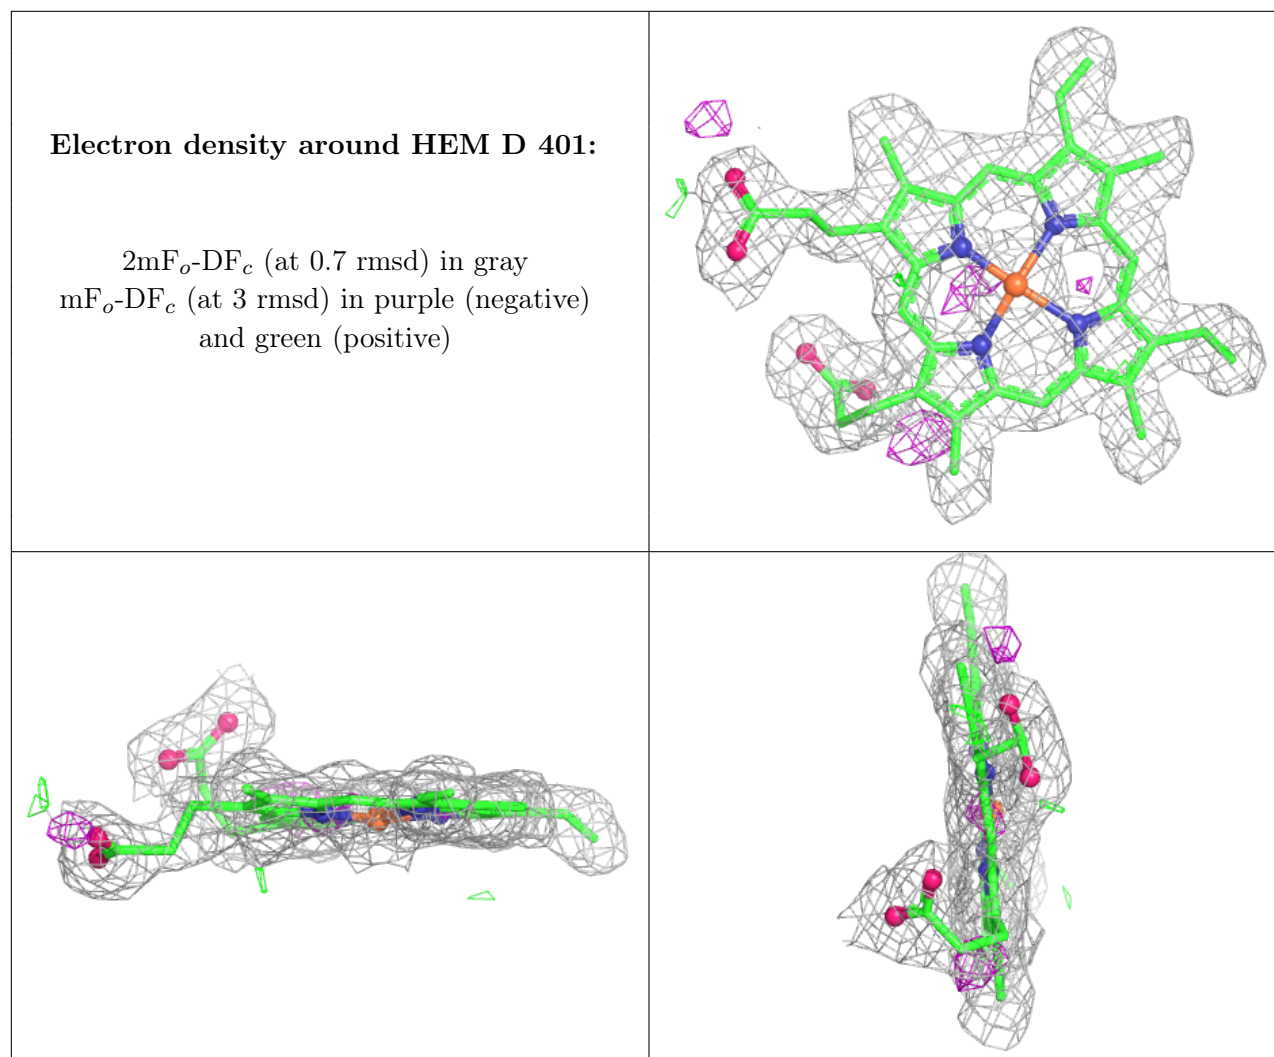 Electron density around HEM D 401:
2mFo-DFc (at 0.7 rmsd) in gray
mFo-DFc (at 3 rmsd) in purple (negative)
and green (positive)